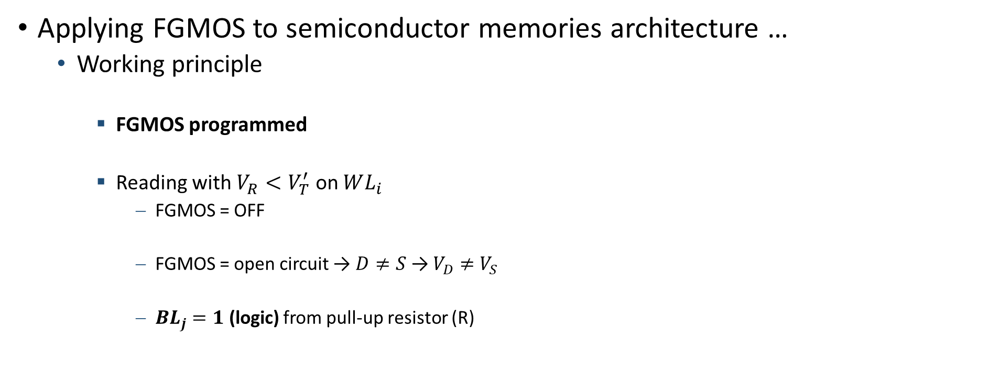 • Applying FGMOS to semiconductor memories architecture …
• Working principle
▪ FGMOS programmed
▪ Reading with $V_R < V_T'$ on $WL_i$
– FGMOS = OFF
– FGMOS = open circuit → $D \neq S$ → $V_D \neq V_S$
– $BL_j = 1$ (logic) from pull-up resistor (R)